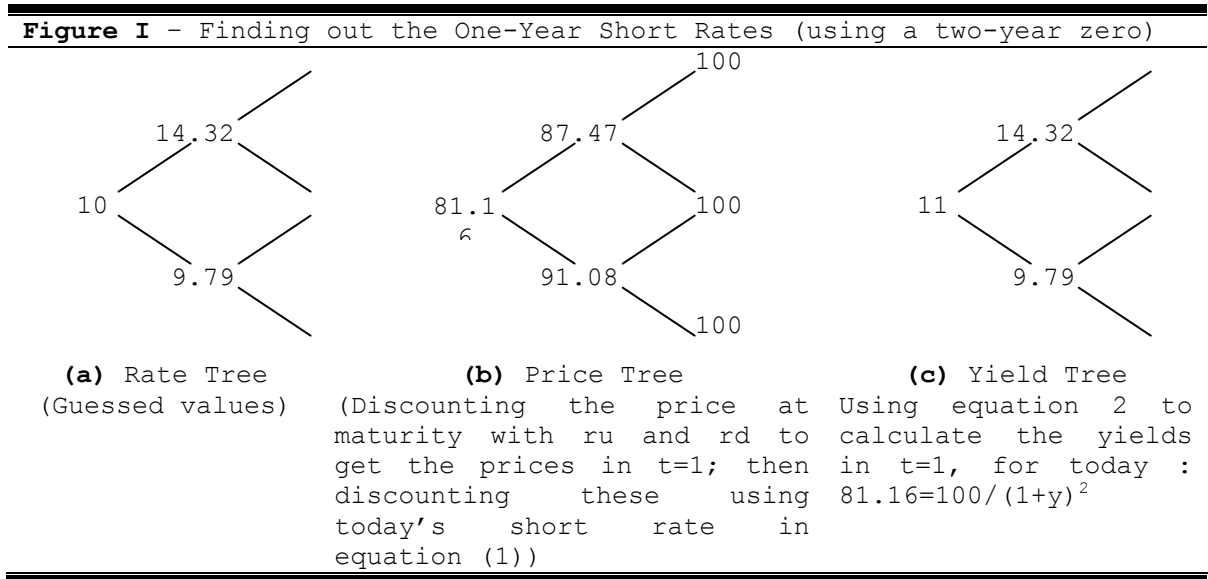 Figure I – Finding out the One-Year Short Rates (using a two-year zero)
100
14.32 87.47 14.32
10 81.1 100 11
6
9.79 91.08 9.79
100
(a) Rate Tree (b) Price Tree (c) Yield Tree
(Guessed values) (Discounting the price at Using equation 2 to
maturity with ru and rd to calculate the yields
get the prices in t=1; then in t=1, for today :
discounting these using 81.16=100/(1+y)2
today's short rate in
equation (1))